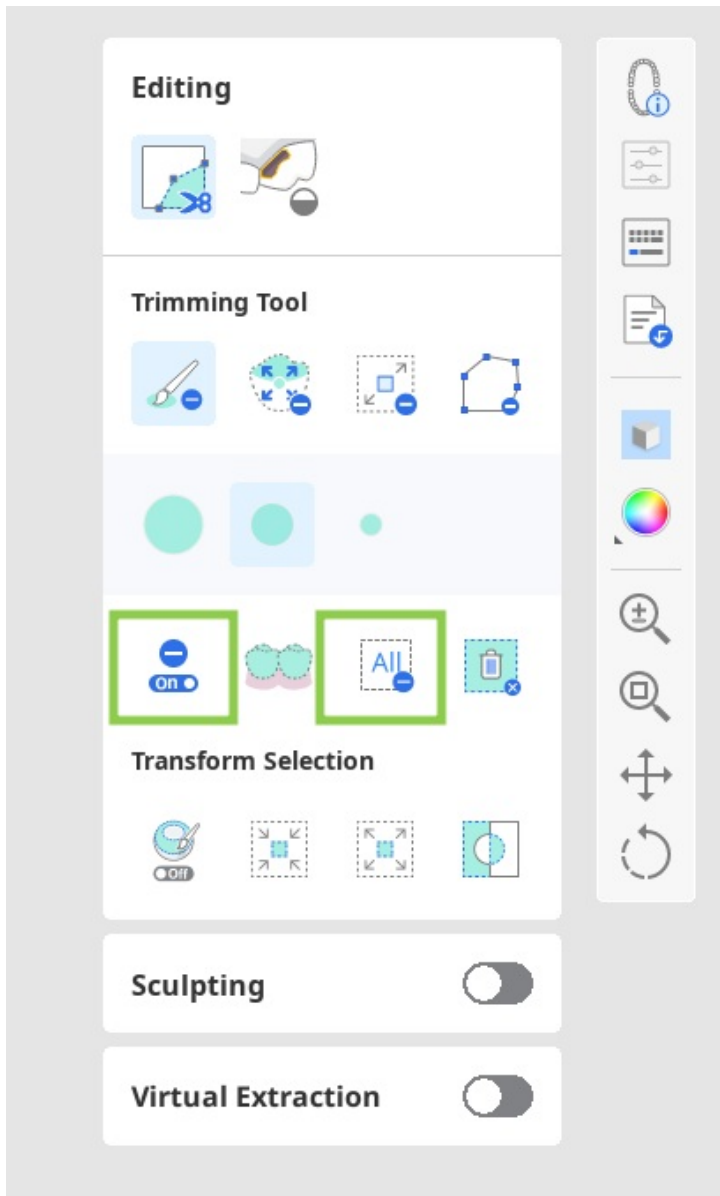 Editing
Trimming Tool
On
All
Transform Selection
Off
Sculpting
Virtual Extraction